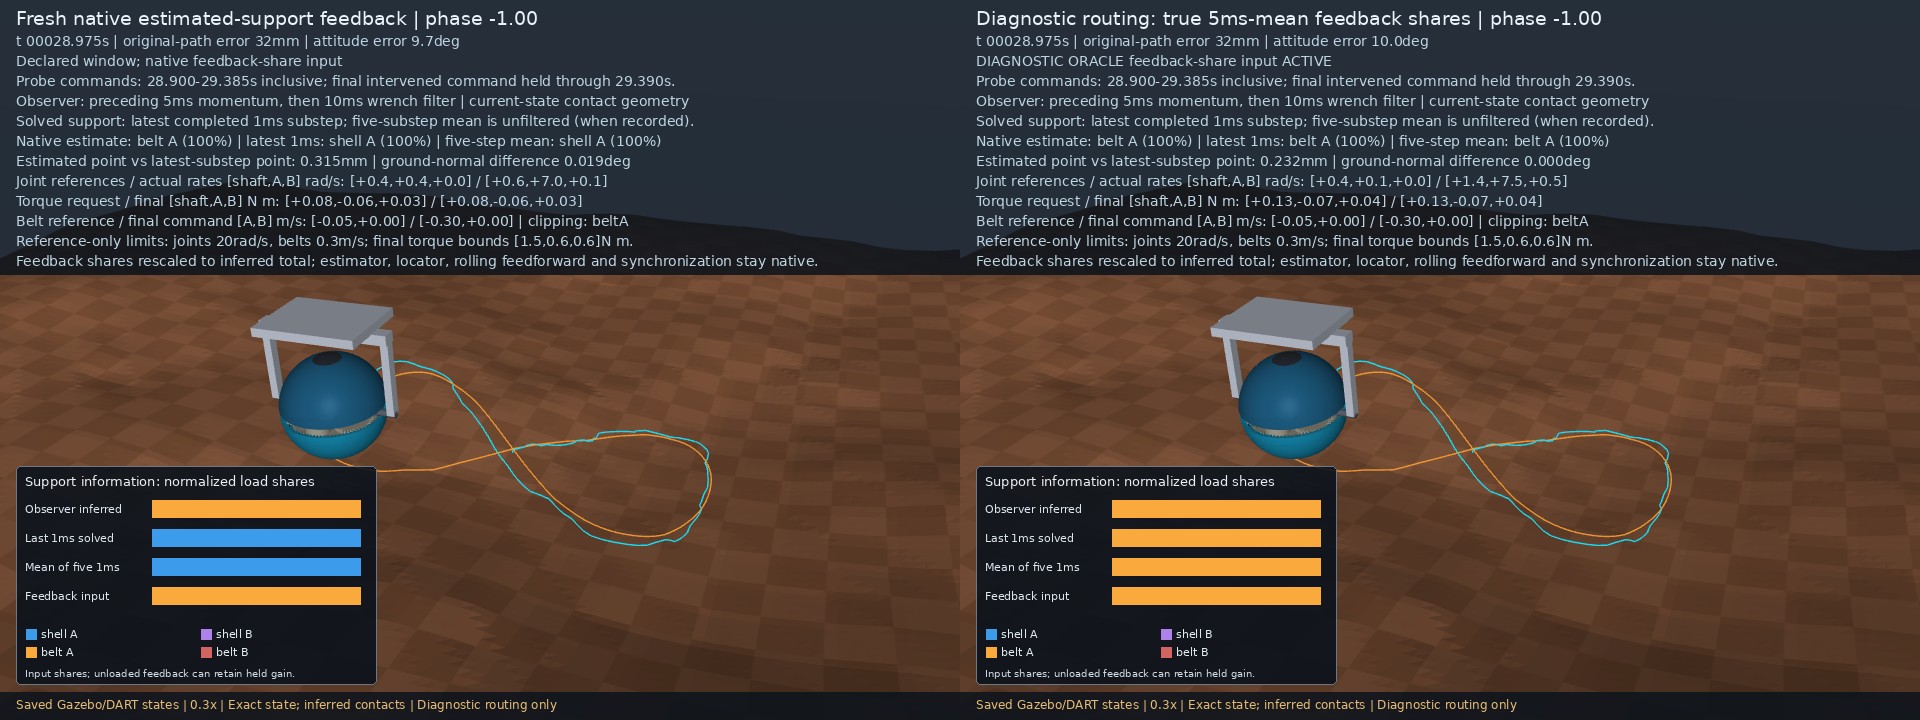 Fresh native estimated-support feedback | phase -1.00
t 00028.975s | original-path error 32mm | attitude error 9.7deg
Declared window; native feedback-share input
Probe commands: 28.900-29.385s inclusive; final intervened command held through 29.390s.
Observer: preceding 5ms momentum, then 10ms wrench filter | current-state contact geometry
Solved support: latest completed 1ms substep; five-substep mean is unfiltered (when recorded).
Native estimate: belt A (100%) | latest 1ms: shell A (100%) | five-step mean: shell A (100%)
Estimated point vs latest-substep point: 0.315mm | ground-normal difference 0.019deg
Joint references / actual rates [shaft,A,B] rad/s: [+0.4,+0.4,+0.0] / [+0.6,+7.0,+0.1]
Torque request / final [shaft,A,B] N m: [+0.08,-0.06,+0.03] / [+0.08,-0.06,+0.03]
Belt reference / final command [A,B] m/s: [-0.05,+0.00] / [-0.30,+0.00] | clipping: beltA
Reference-only limits: joints 20rad/s, belts 0.3m/s; final torque bounds [1.5,0.6,0.6]N m.
Feedback shares rescaled to inferred total; estimator, locator, rolling feedforward and synchronization stay native.
Support information: normalized load shares
Observer inferred
Last 1ms solved
Mean of five 1ms
Feedback input
shell A
shell B
belt A
belt B
Input shares; unloaded feedback can retain held gain.
Saved Gazebo/DART states | 0.3x | Exact state; inferred contacts | Diagnostic routing only
Diagnostic routing: true 5ms-mean feedback shares | phase -1.00
t 00028.975s | original-path error 32mm | attitude error 10.0deg
DIAGNOSTIC ORACLE feedback-share input ACTIVE
Probe commands: 28.900-29.385s inclusive; final intervened command held through 29.390s.
Observer: preceding 5ms momentum, then 10ms wrench filter | current-state contact geometry
Solved support: latest completed 1ms substep; five-substep mean is unfiltered (when recorded).
Native estimate: belt A (100%) | latest 1ms: belt A (100%) | five-step mean: belt A (100%)
Estimated point vs latest-substep point: 0.232mm | ground-normal difference 0.000deg
Joint references / actual rates [shaft,A,B] rad/s: [+0.4,+0.1,+0.0] / [+1.4,+7.5,+0.5]
Torque request / final [shaft,A,B] N m: [+0.13,-0.07,+0.04] / [+0.13,-0.07,+0.04]
Belt reference / final command [A,B] m/s: [-0.05,+0.00] / [-0.30,+0.00] | clipping: beltA
Reference-only limits: joints 20rad/s, belts 0.3m/s; final torque bounds [1.5,0.6,0.6]N m.
Feedback shares rescaled to inferred total; estimator, locator, rolling feedforward and synchronization stay native.
Support information: normalized load shares
Observer inferred
Last 1ms solved
Mean of five 1ms
Feedback input
shell A
shell B
belt A
belt B
Input shares; unloaded feedback can retain held gain.
Saved Gazebo/DART states | 0.3x | Exact state; inferred contacts | Diagnostic routing only